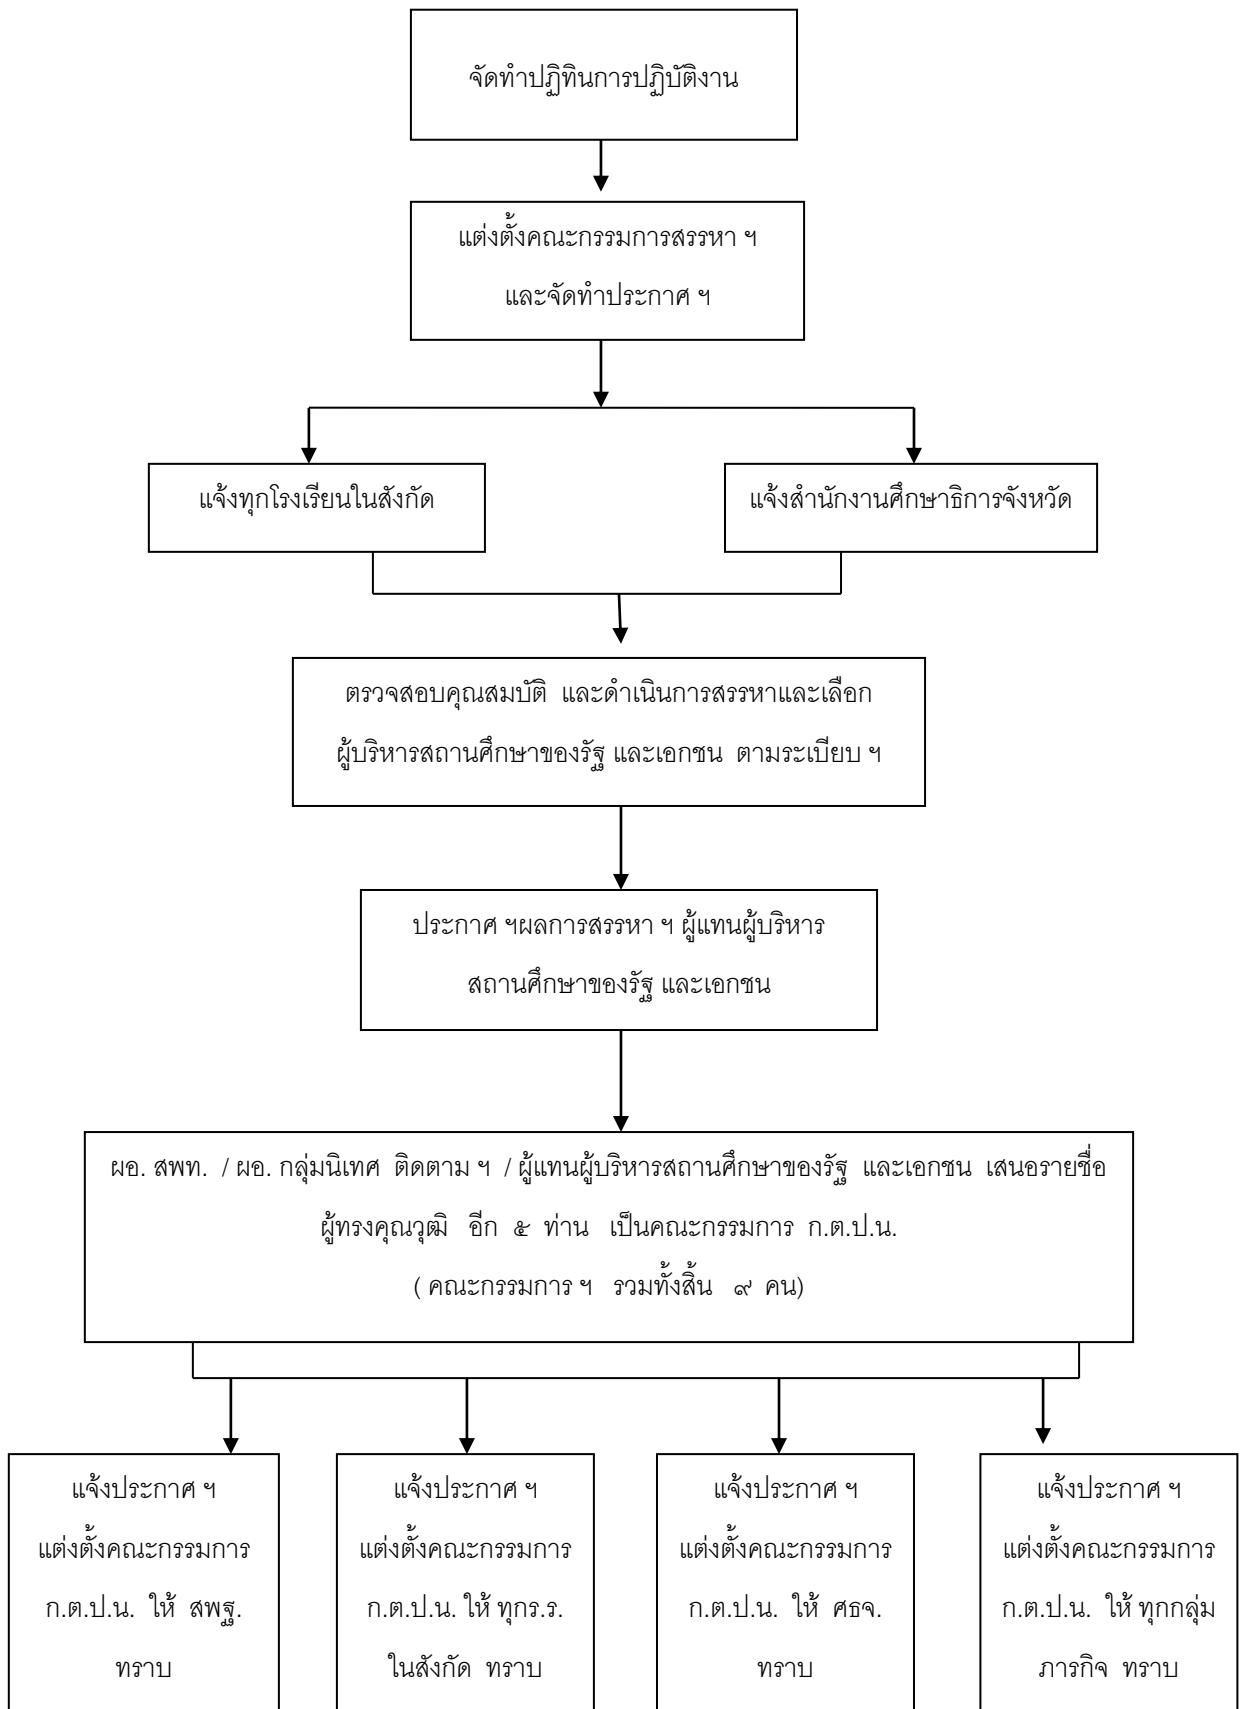 จัดทำปฏิทินการปฏิบัติงาน
แต่งตั้งคณะกรรมการสรรหา ฯ
และจัดทำประกาศ ฯ
แจ้งทุกโรงเรียนในสังกัด
แจ้งสำนักงานศึกษาธิการจังหวัด
ตรวจสอบคุณสมบัติ และดำเนินการสรรหาและเลือก
ผู้บริหารสถานศึกษาของรัฐ และเอกชน ตามระเบียบ ฯ
ประกาศ ฯผลการสรรหา ฯ ผู้แทนผู้บริหาร
สถานศึกษาของรัฐ และเอกชน
ผอ. สพท. / ผอ. กลุ่มนิเทศ ติดตาม ฯ / ผู้แทนผู้บริหารสถานศึกษาของรัฐ และเอกชน เสนอรายชื่อ
ผู้ทรงคุณวุฒิ อีก ๕ ท่าน เป็นคณะกรรมการ ก.ต.ป.น.
( คณะกรรมการ ฯ รวมทั้งสิ้น ๙ คน)
แจ้งประกาศ ฯ
แต่งตั้งคณะกรรมการ
ก.ต.ป.น. ให้ สพฐ.
ทราบ
แจ้งประกาศ ฯ
แต่งตั้งคณะกรรมการ
ก.ต.ป.น. ให้ ทุกร.ร.
ในสังกัด ทราบ
แจ้งประกาศ ฯ
แต่งตั้งคณะกรรมการ
ก.ต.ป.น. ให้ ศธจ.
ทราบ
แจ้งประกาศ ฯ
แต่งตั้งคณะกรรมการ
ก.ต.ป.น. ให้ ทุกกลุ่ม
ภารกิจ ทราบ